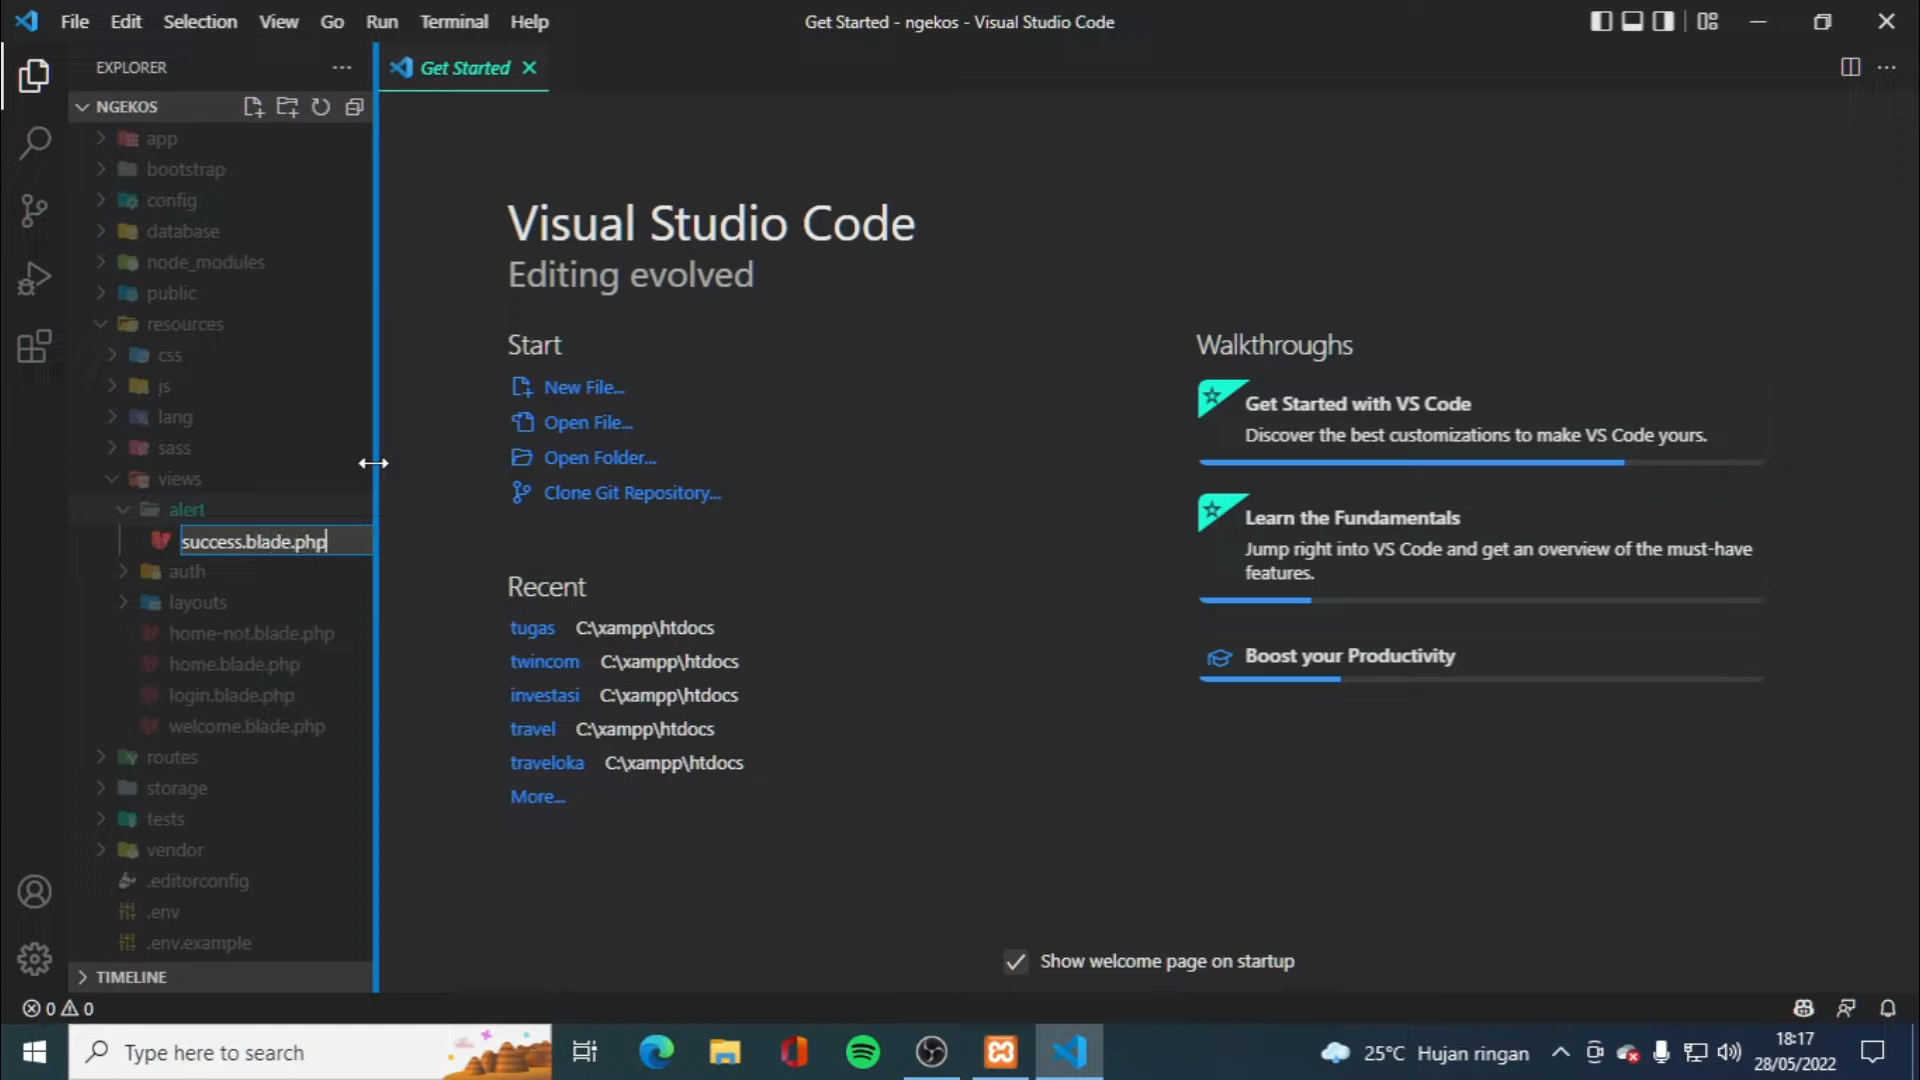 File Edit Selection View Go Run Terminal Help
Get Started - ngekos - Visual Studio Code
EXPLORER
NGEKOS
app
bootstrap
config
database
node_modules
public
resources
css
js
lang
sass
views
alert
success.blade.php
auth
layouts
home-not.blade.php
home.blade.php
login.blade.php
welcome.blade.php
routes
storage
tests
vendor
.editorconfig
.env
.env.example
TIMELINE
Get Started
Visual Studio Code
Editing evolved
Start
New File...
Open File...
Open Folder...
Clone Git Repository...
Recent
tugas C:\xampp\htdocs
twincom C:\xampp\htdocs
investasi C:\xampp\htdocs
travel C:\xampp\htdocs
traveloka C:\xampp\htdocs
More...
Walkthroughs
Get Started with VS Code
Discover the best customizations to make VS Code yours.
Learn the Fundamentals
Jump right into VS Code and get an overview of the must-have
features.
Boost your Productivity
Show welcome page on startup
0 0
Type here to search
25°C Hujan ringan
18:17
28/05/2022